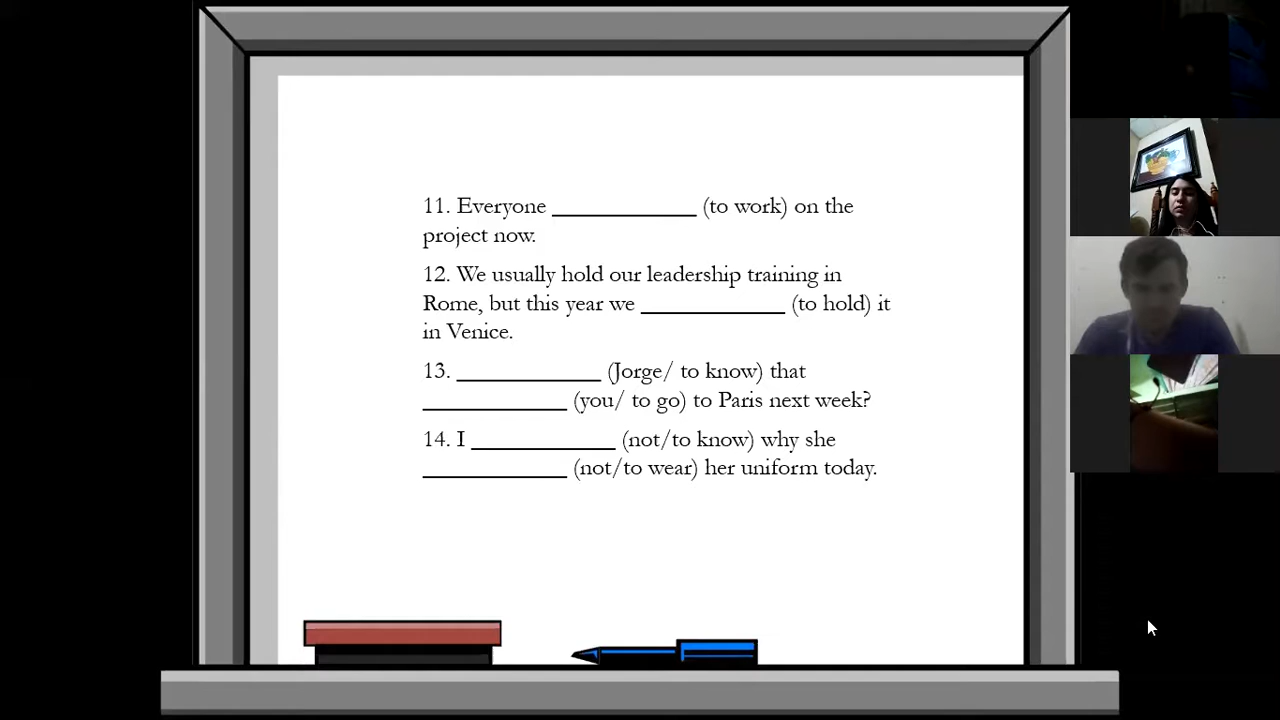 11. Everyone _____________ (to work) on the
project now.
12. We usually hold our leadership training in
Rome, but this year we _____________ (to hold) it
in Venice.
13. _____________ (Jorge/ to know) that
_____________ (you/ to go) to Paris next week?
14. I _____________ (not/to know) why she
_____________ (not/to wear) her uniform today.